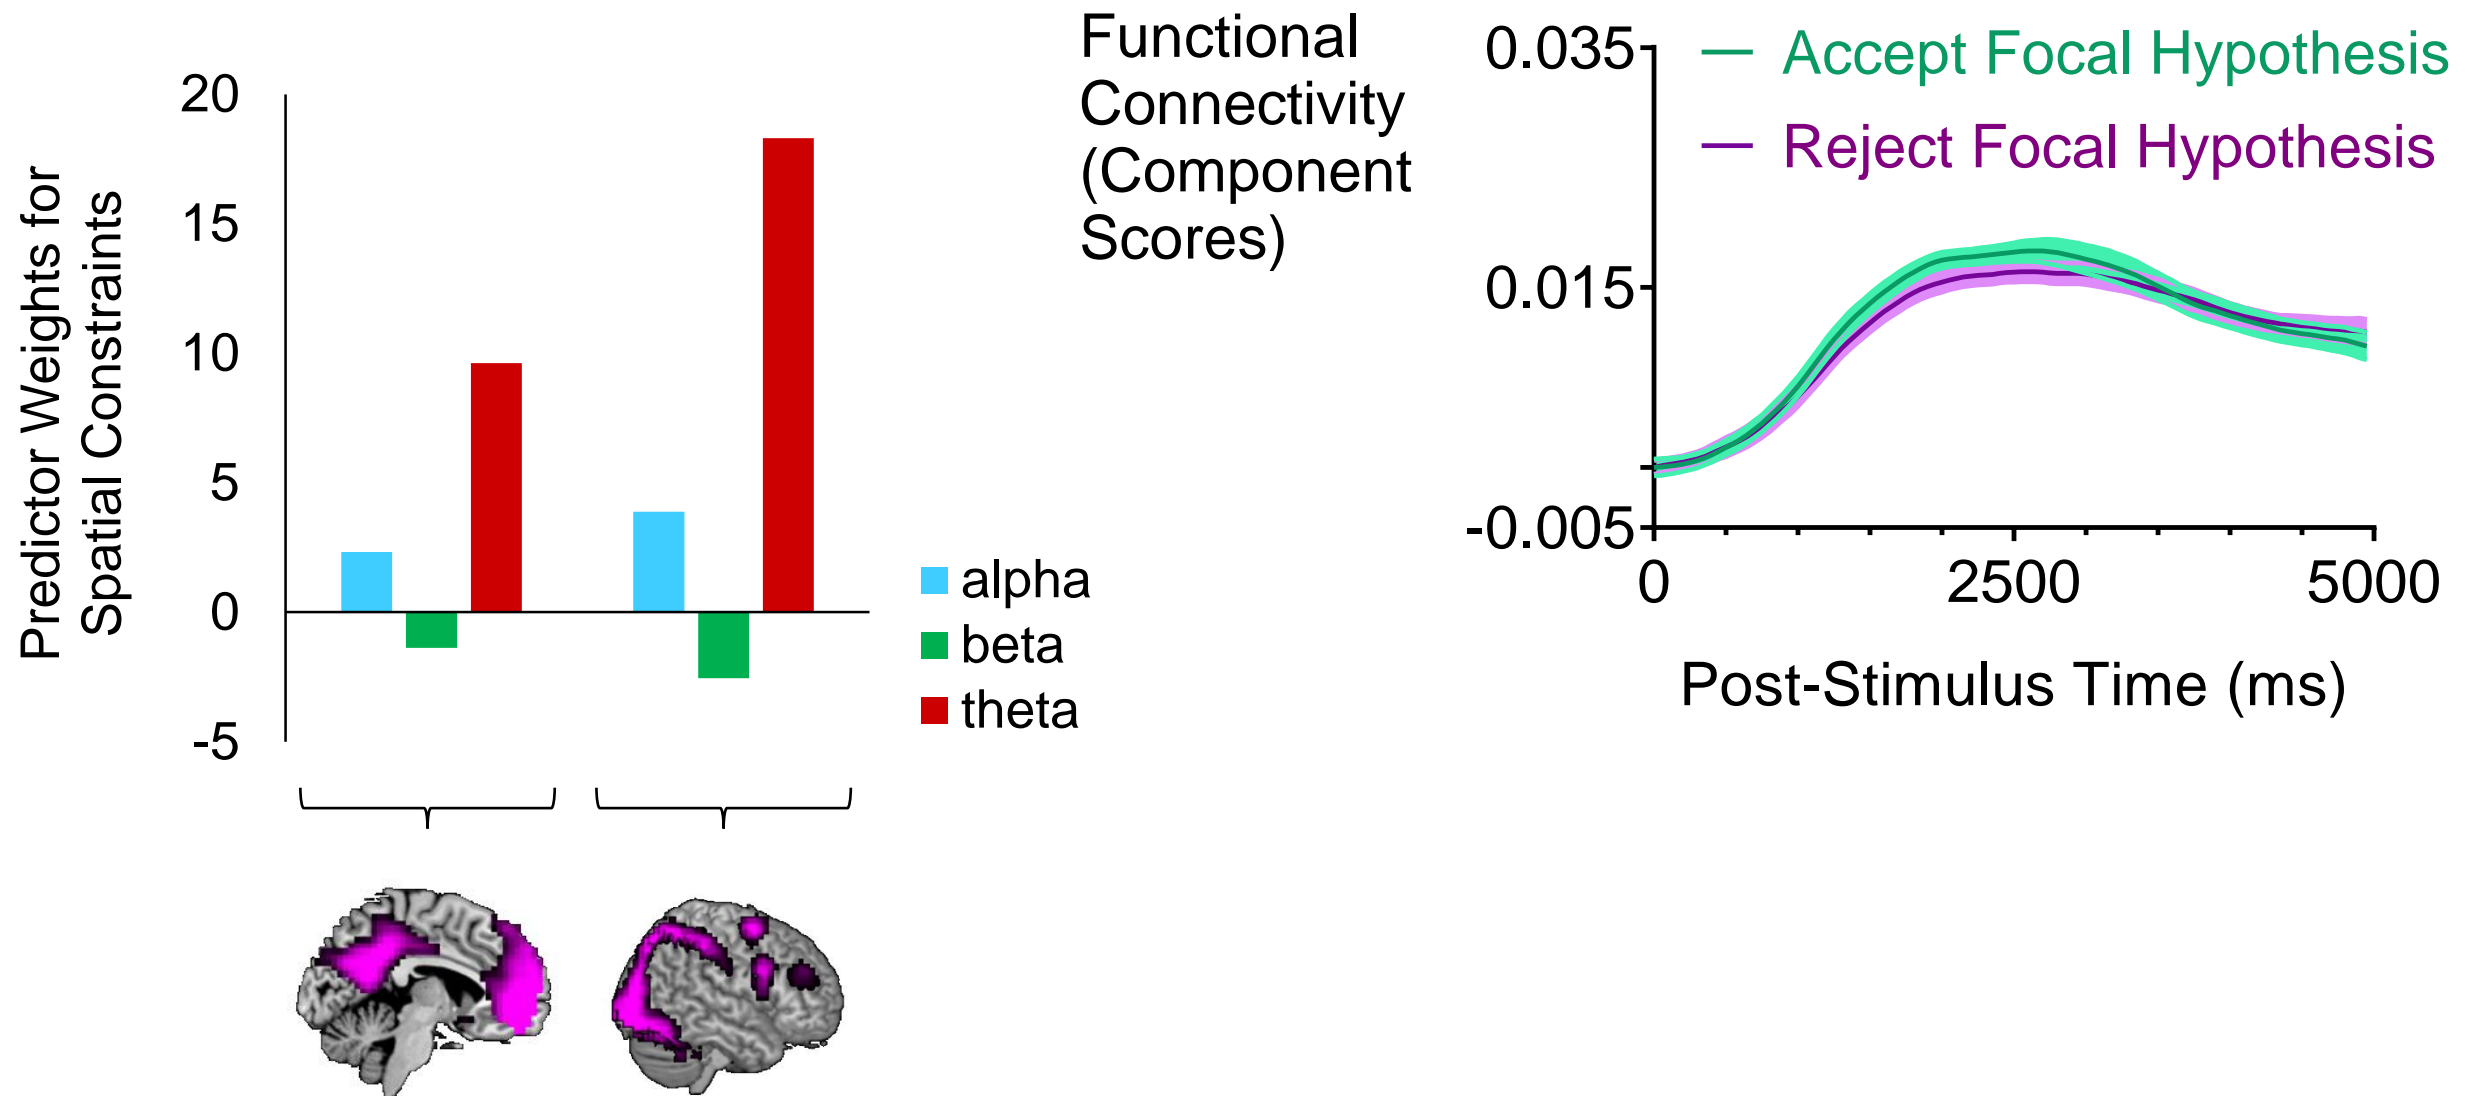 Predictor Weights for
Spatial Constraints
20
15
10
5
0
-5
alpha
beta
theta
Functional
Connectivity
(Component
Scores)
0.035
0.015
-0.005
Accept Focal Hypothesis
Reject Focal Hypothesis
0 2500 5000
Post-Stimulus Time (ms)